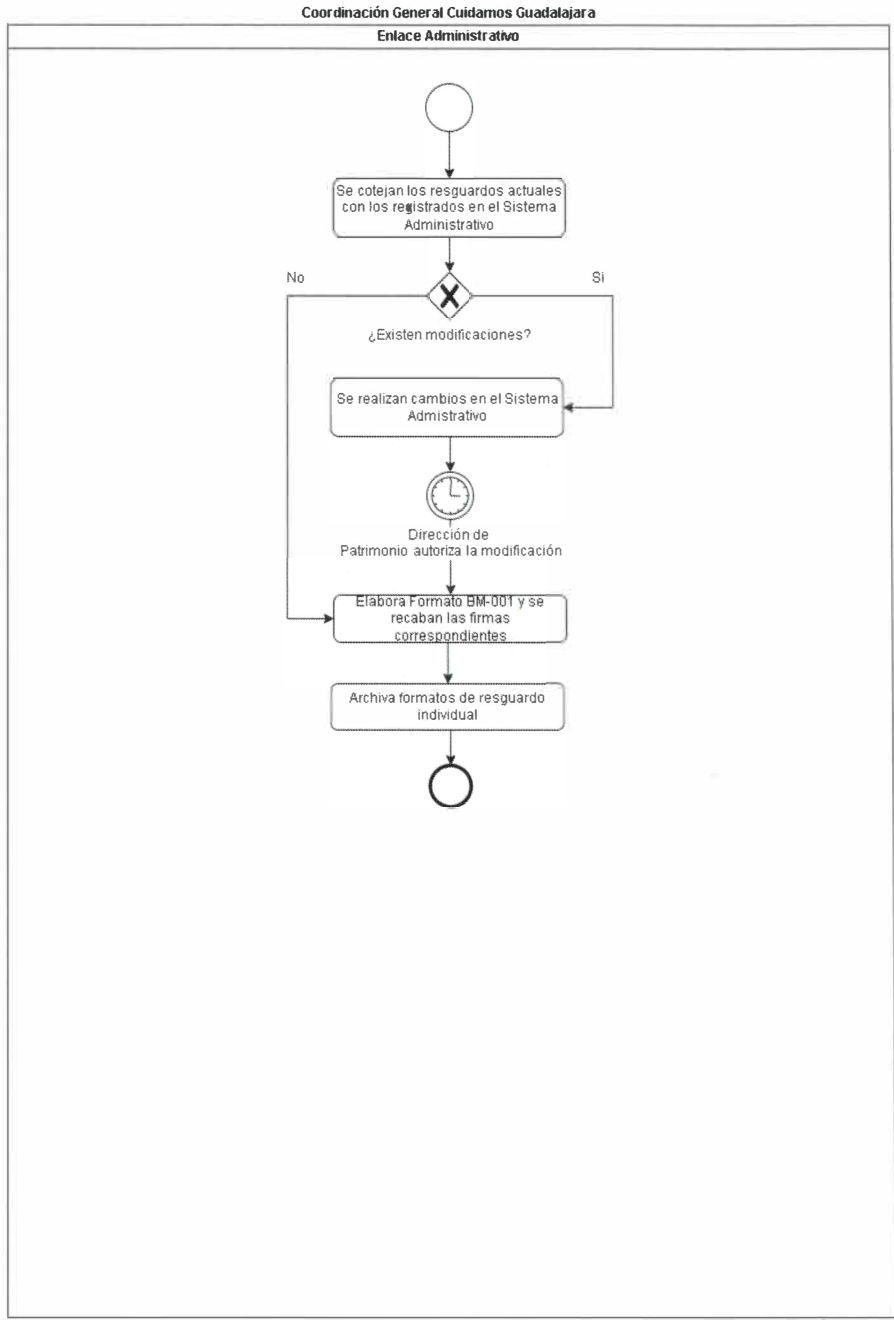 Coordinación General Cuidamos Guadalajara
Enlace Administrativo
Se cotejan los resguardos actuales
con los registrados en el Sistema
Administrativo
No
Si
¿Existen modificaciones?
Se realizan cambios en el Sistema
Admistrativo
Dirección de
Patrimonio autoriza la modificación
Elabora Formato BM-001 y se
recaban las firmas
correspondientes
Archiva formatos de resguardo
individual